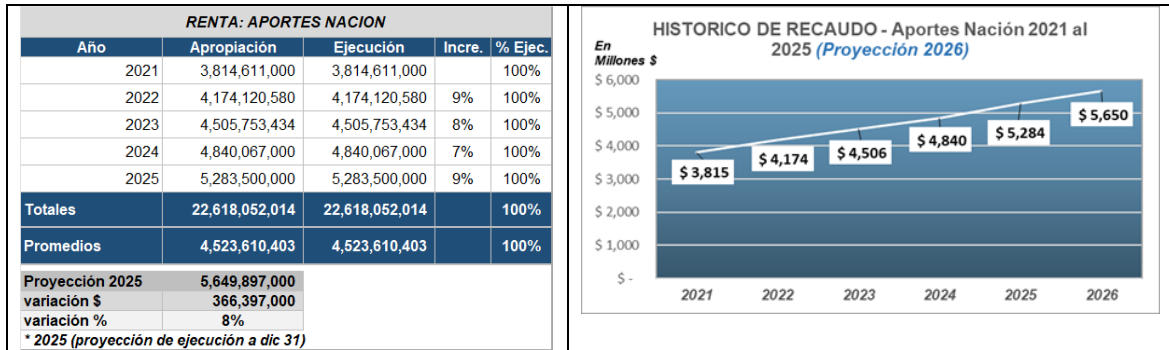 RENTA: APORTES NACION
Año Apropiación Ejecución Incre. % Ejec.
2021 3,814,611,000 3,814,611,000 100%
2022 4,174,120,580 4,174,120,580 9% 100%
2023 4,505,753,434 4,505,753,434 8% 100%
2024 4,840,067,000 4,840,067,000 7% 100%
2025 5,283,500,000 5,283,500,000 9% 100%
Totales 22,618,052,014 22,618,052,014 100%
Promedios 4,523,610,403 4,523,610,403 100%
Proyección 2025 5,649,897,000
variación $ 366,397,000
variación % 8%
* 2025 (proyección de ejecución a dic 31)
HISTORICO DE RECAUDO - Aportes Nación 2021 al
2025 (Proyección 2026)
En
Millones $
$ 6,000
$ 5,000
$ 4,000
$ 3,000
$ 2,000
$ 1,000
$ -
$ 3,815
$ 4,174
$ 4,506
$ 4,840
$ 5,284
$ 5,650
2021 2022 2023 2024 2025 2026